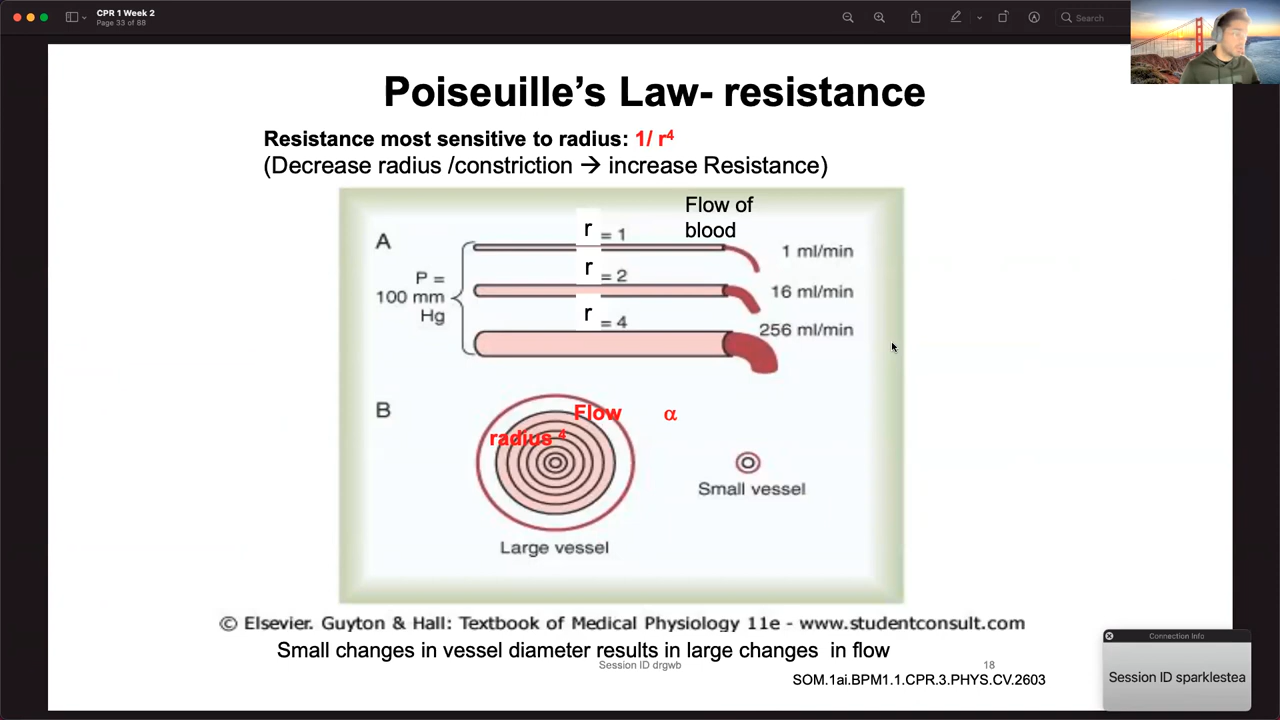 CPR 1 Week 2
Page 33 of 88
Search
Poiseuille's Law- resistance
Resistance most sensitive to radius: 1/ r⁴
(Decrease radius /constriction → increase Resistance)
Flow of
blood
A
r = 1
1 ml/min
P =
100 mm
Hg
r = 2
16 ml/min
r = 4
256 ml/min
B
Flow α
radius ⁴
Small vessel
Large vessel
© Elsevier. Guyton & Hall: Textbook of Medical Physiology 11e - www.studentconsult.com
Small changes in vessel diameter results in large changes in flow
Session ID drgwb
18
SOM.1ai.BPM1.1.CPR.3.PHYS.CV.2603
Connection Info
Session ID sparklestea